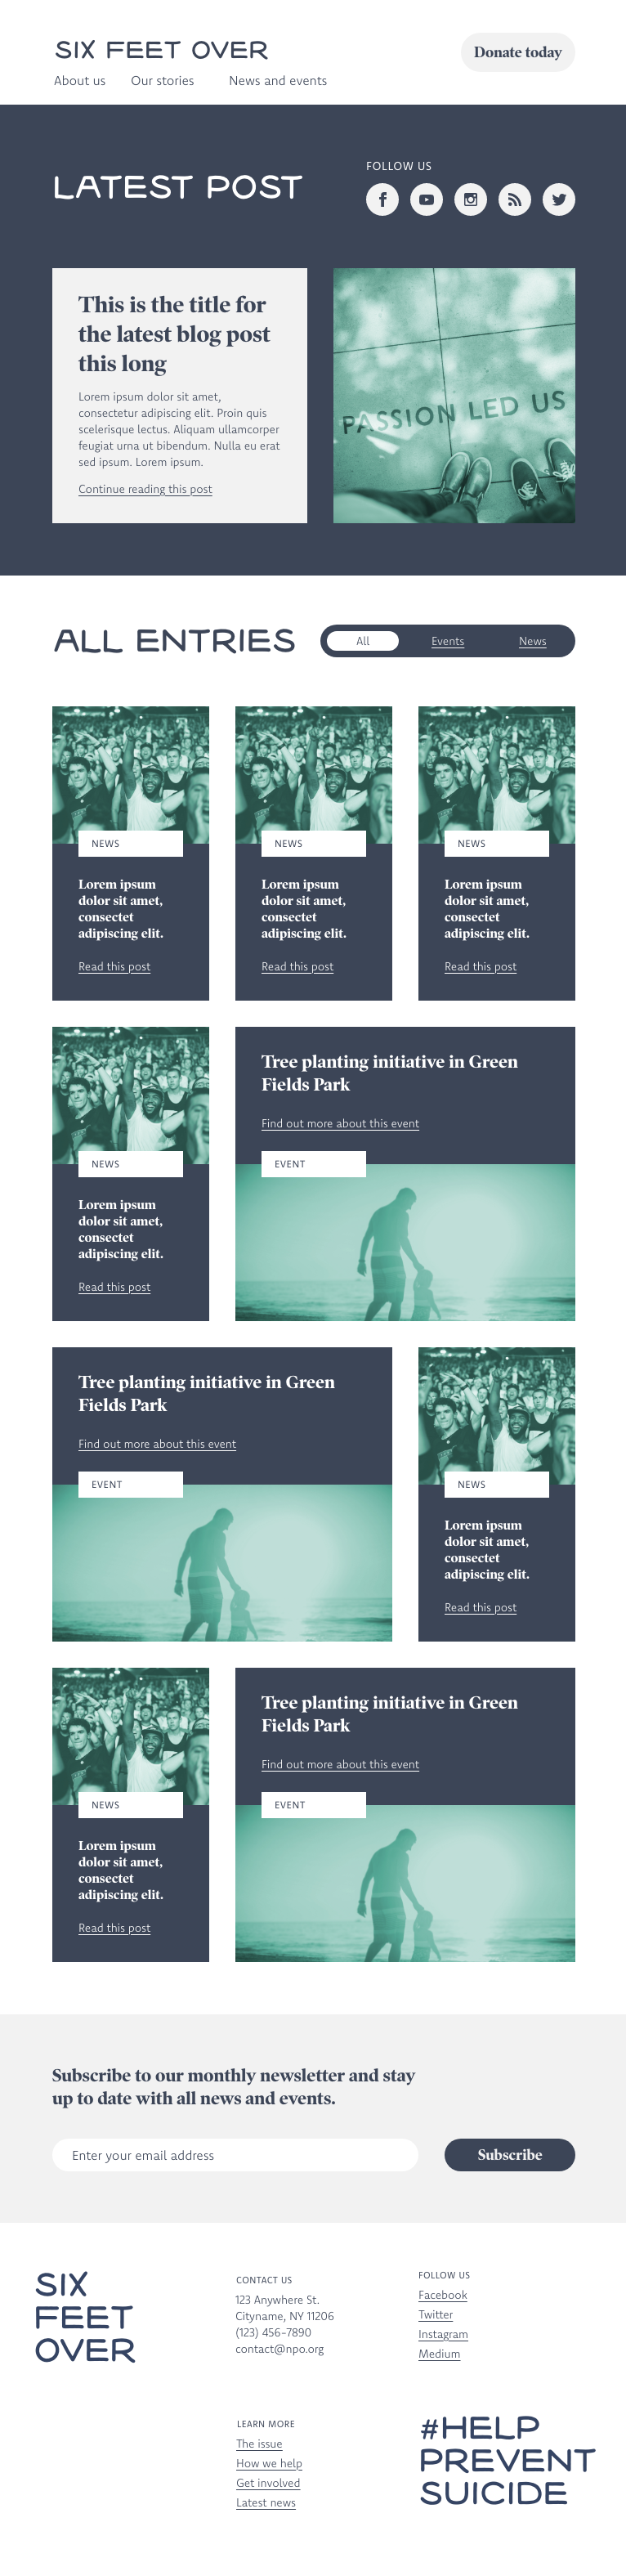 SIX FEET OVER
Donate today
About us Our stories News and events
FOLLOW US
LATEST POST
This is the title for
the latest blog post
this long
Lorem ipsum dolor sit amet,
consectetur adipiscing elit. Proin quis
scelerisque lectus. Aliquam ullamcorper
feugiat urna ut bibendum. Nulla eu erat
sed ipsum. Lorem ipsum.
Continue reading this post
PASSION LED US
ALL ENTRIES
All Events News
NEWS
Lorem ipsum
dolor sit amet,
consectet
adipiscing elit.
Read this post
NEWS
Lorem ipsum
dolor sit amet,
consectet
adipiscing elit.
Read this post
NEWS
Lorem ipsum
dolor sit amet,
consectet
adipiscing elit.
Read this post
NEWS
Lorem ipsum
dolor sit amet,
consectet
adipiscing elit.
Read this post
Tree planting initiative in Green
Fields Park
Find out more about this event
EVENT
Tree planting initiative in Green
Fields Park
Find out more about this event
EVENT
NEWS
Lorem ipsum
dolor sit amet,
consectet
adipiscing elit.
Read this post
NEWS
Lorem ipsum
dolor sit amet,
consectet
adipiscing elit.
Read this post
Tree planting initiative in Green
Fields Park
Find out more about this event
EVENT
Subscribe to our monthly newsletter and stay
up to date with all news and events.
Enter your email address
Subscribe
SIX
FEET
OVER
CONTACT US
123 Anywhere St.
Cityname, NY 11206
(123) 456-7890
contact@npo.org
FOLLOW US
Facebook
Twitter
Instagram
Medium
LEARN MORE
The issue
How we help
Get involved
Latest news
#HELP
PREVENT
SUICIDE